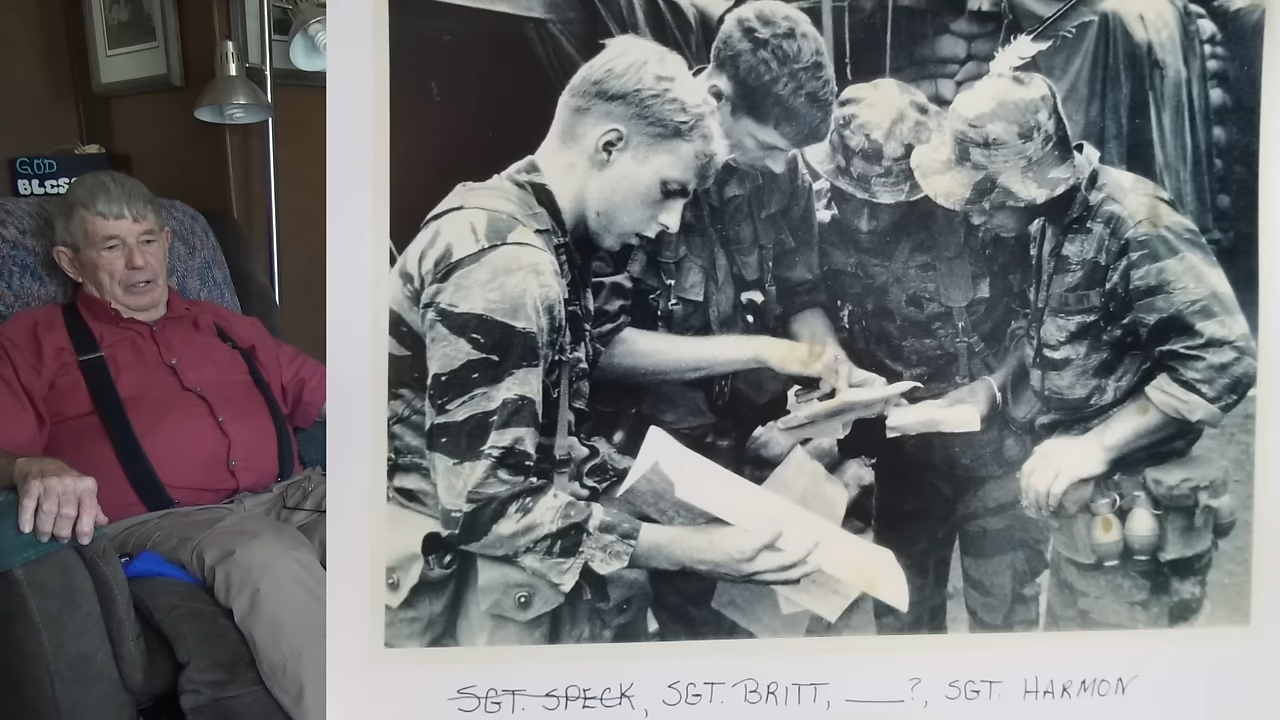 GOD
BLESS
~~SGT. SPECK~~, SGT. BRITT, ___?, SGT. HARMON